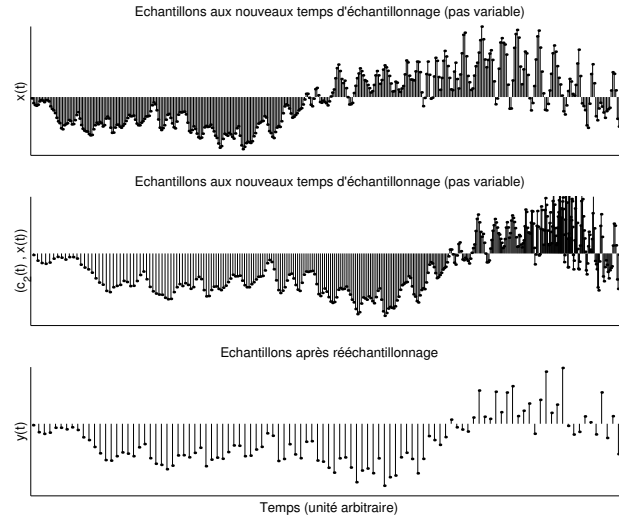 Echantillons aux nouveaux temps d'échantillonnage (pas variable)
x(t)
Echantillons aux nouveaux temps d'échantillonnage (pas variable)
(c2(t) , x(t))
Echantillons après rééchantillonnage
y(t)
Temps (unité arbitraire)